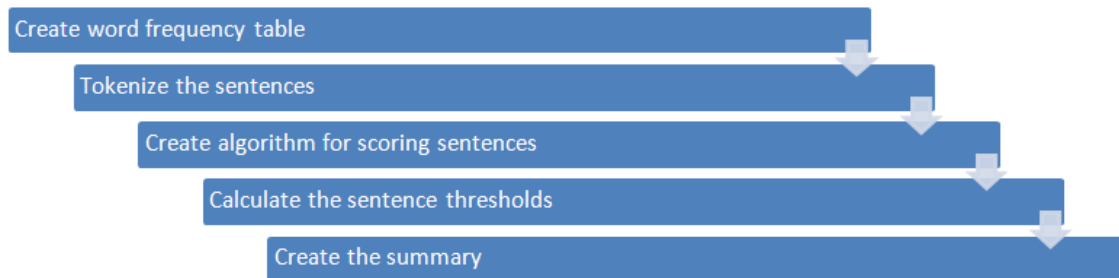 Create word frequency table
Tokenize the sentences
Create algorithm for scoring sentences
Calculate the sentence thresholds
Create the summary